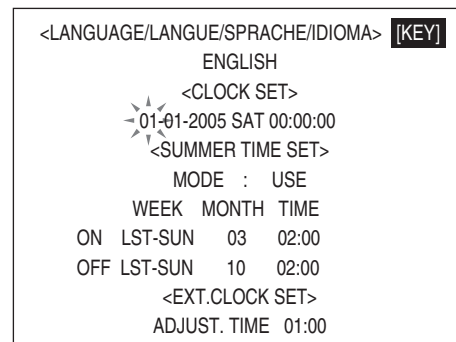 <LANGUAGE/LANGUE/SPRACHE/IDIOMA> [KEY]
ENGLISH
<CLOCK SET>
01-01-2005 SAT 00:00:00
<SUMMER TIME SET>
MODE : USE
WEEK MONTH TIME
ON LST-SUN 03 02:00
OFF LST-SUN 10 02:00
<EXT.CLOCK SET>
ADJUST. TIME 01:00